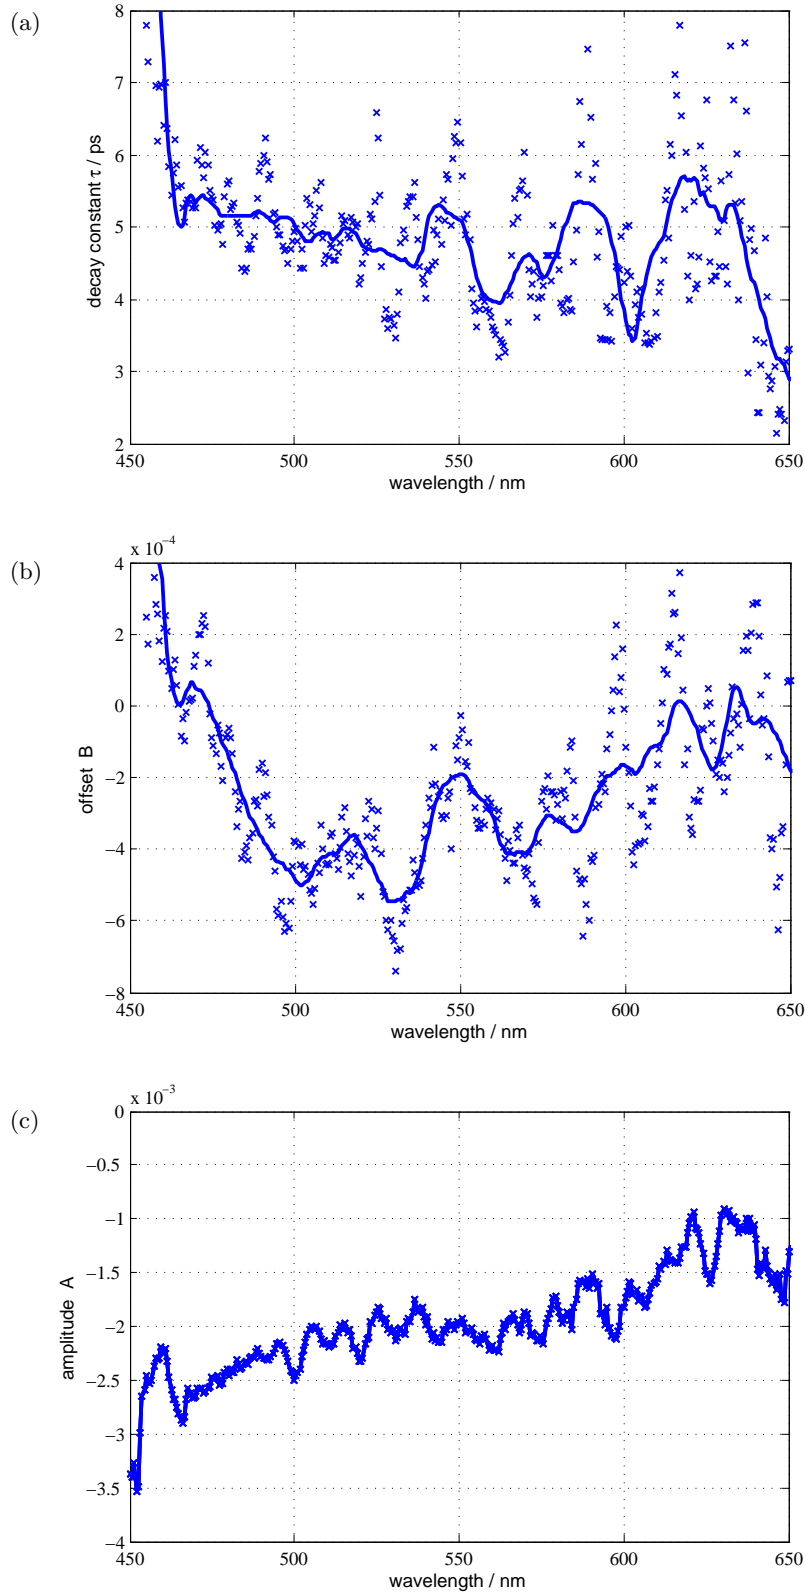 (a)
8
7
6
5
4
3
2
decay constant τ / ps
450 500 550 600 650
wavelength / nm
(b)
x 10⁻⁴
4
2
0
−2
−4
−6
−8
offset B
450 500 550 600 650
wavelength / nm
(c)
x 10⁻³
0
−0.5
−1
−1.5
−2
−2.5
−3
−3.5
−4
amplitude A
450 500 550 600 650
wavelength / nm